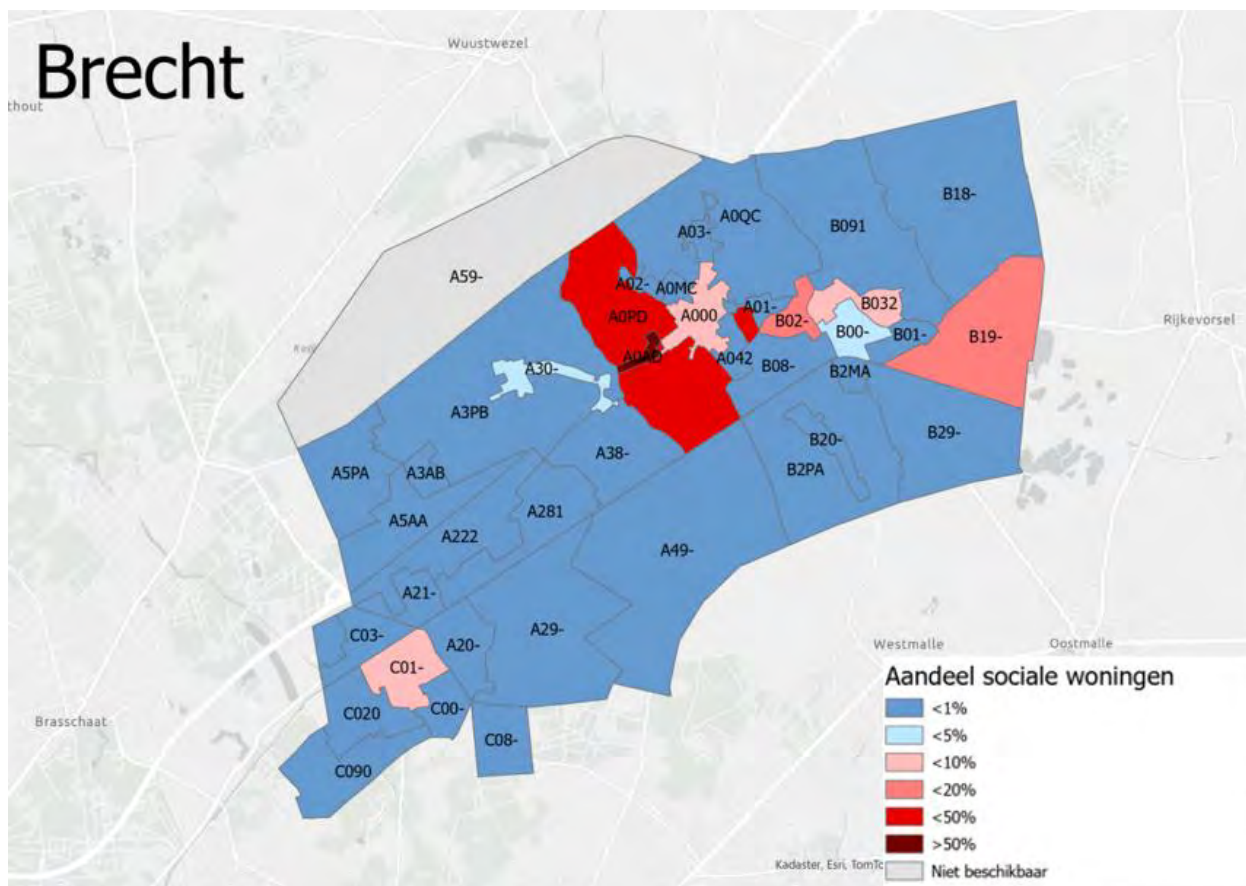 Brecht
Wuustwezel
thout
B18-
A0QC
B091
A03-
A59-
A02-
A0MC
A01-
B032
A000
A0PD
B02-
B00-
B01-
Rijkevorsel
B19-
A0AD
A042
A30-
B08-
B2MA
A3PB
B20-
B29-
A38-
A5PA
A3AB
B2PA
A281
A5AA
A222
A49-
A21-
C03-
A20-
A29-
Westmalle
Oostmalle
C01-
Aandeel sociale woningen
<1%
C020
C00-
Brasschaat
<5%
C08-
<10%
C090
<20%
<50%
>50%
Kadaster, Esri, TomTo
Niet beschikbaar